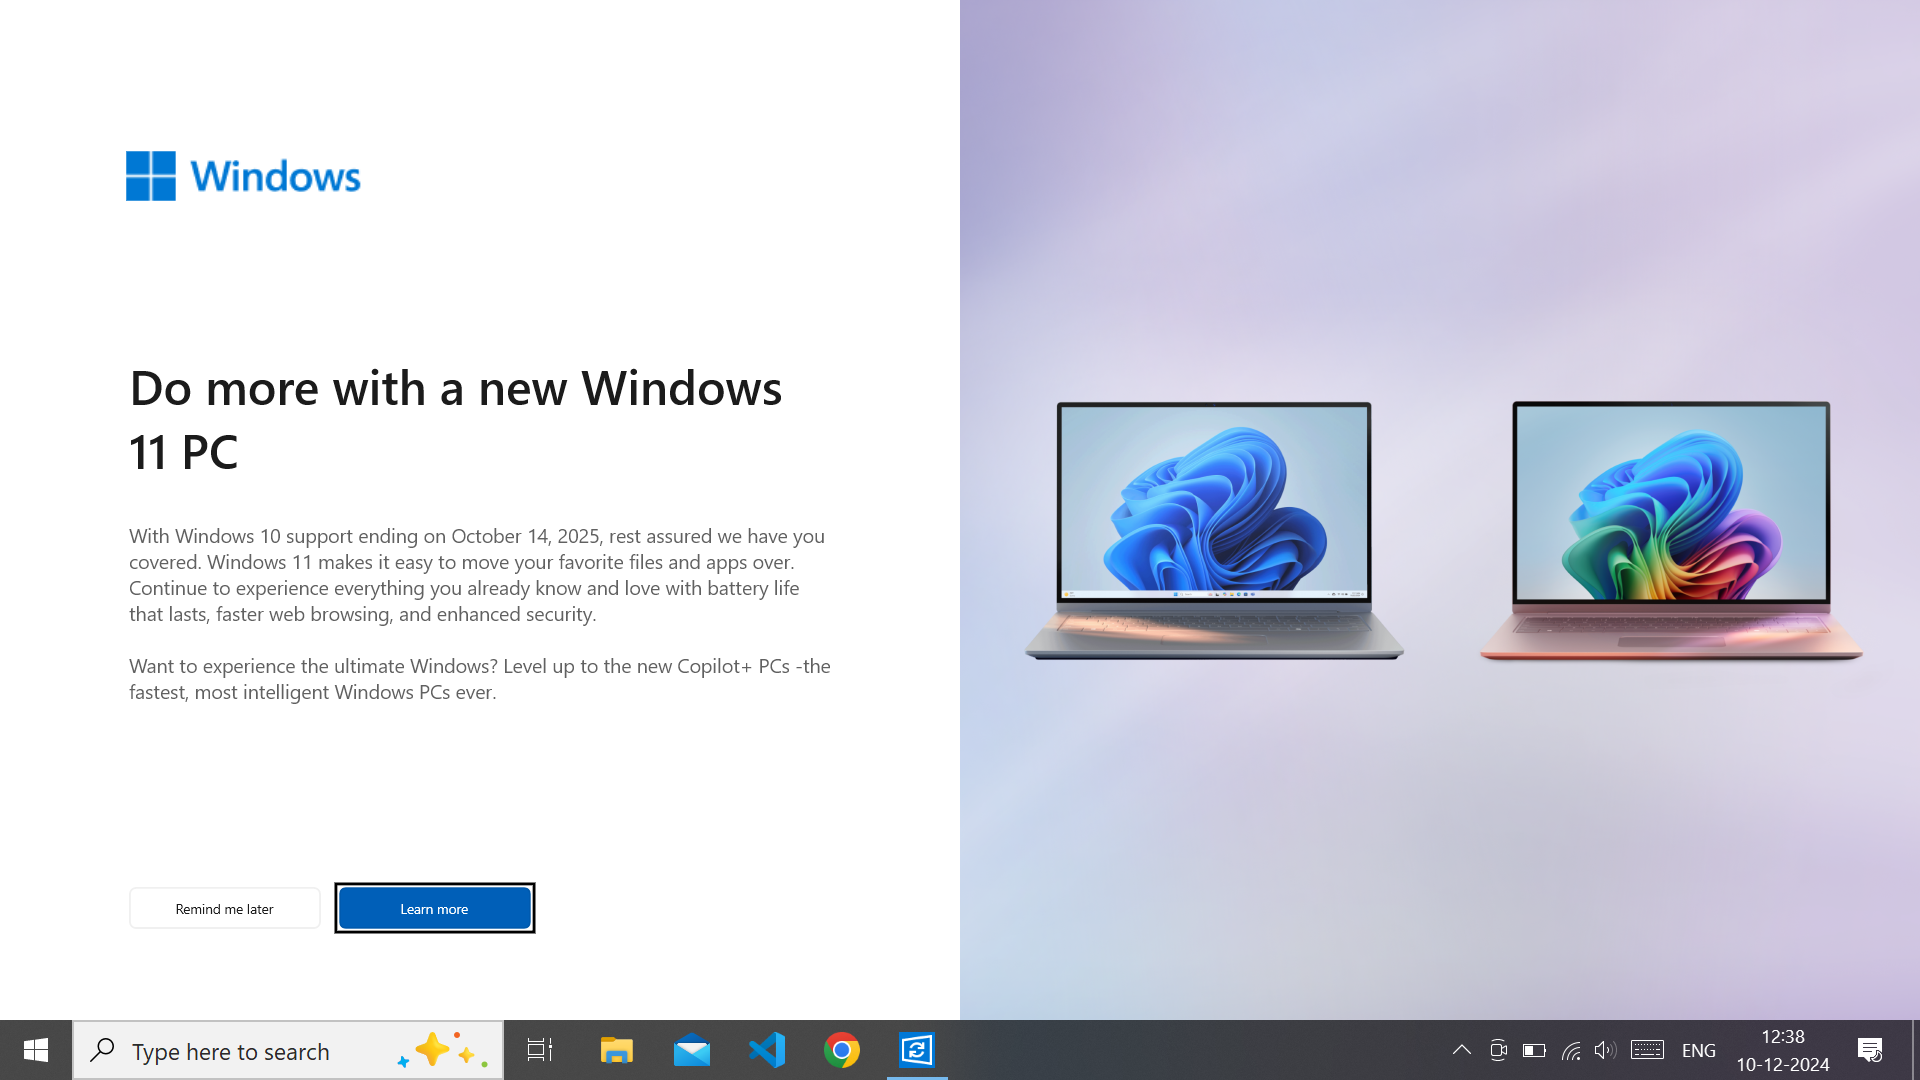 Windows
Do more with a new Windows
11 PC
With Windows 10 support ending on October 14, 2025, rest assured we have you
covered. Windows 11 makes it easy to move your favorite files and apps over.
Continue to experience everything you already know and love with battery life
that lasts, faster web browsing, and enhanced security.
Want to experience the ultimate Windows? Level up to the new Copilot+ PCs -the
fastest, most intelligent Windows PCs ever.
Remind me later
Learn more
Type here to search
ENG
12:38
10-12-2024